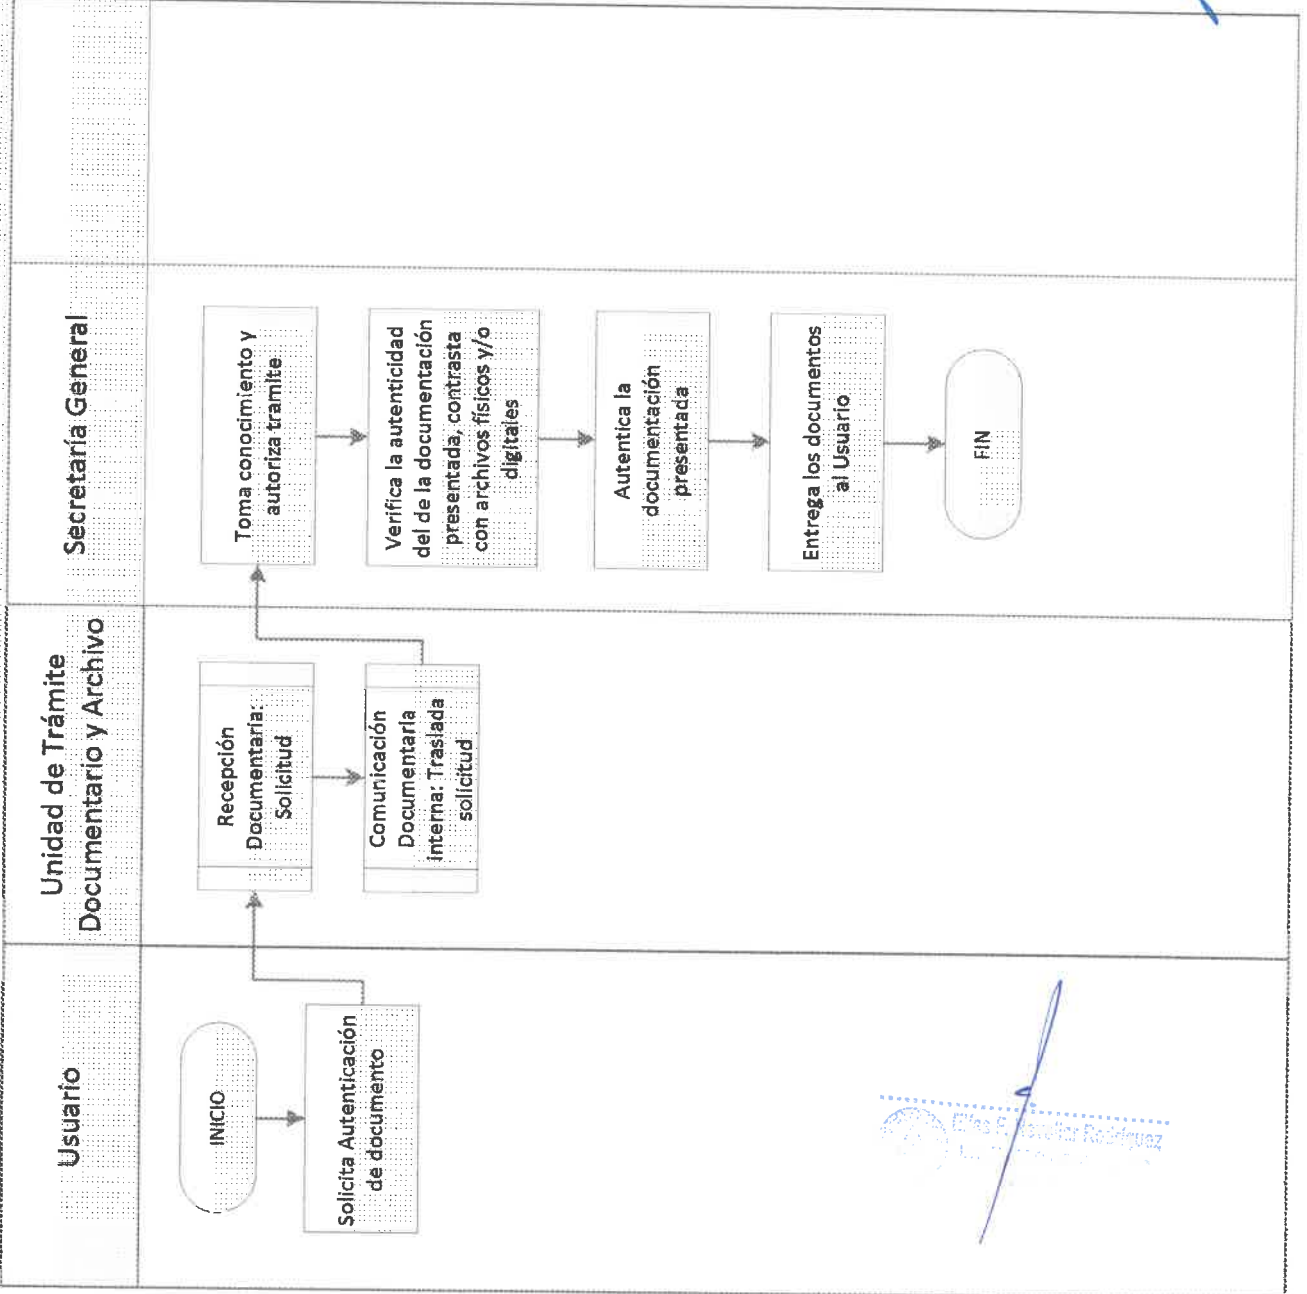 Usuario
Unidad de Trámite
Documentario y Archivo
Secretaría General
INICIO
Solicita Autenticación
de documento
Recepción
Documentaria:
Solicitud
Comunicación
Documentaria
interna: Traslada
solicitud
Toma conocimiento y
autoriza tramite
Verifica la autenticidad
del de la documentación
presentada, contrasta
con archivos físicos y/o
digitales
Autentica la
documentación
presentada
Entrega los documentos
al Usuario
FIN
Rodríguez